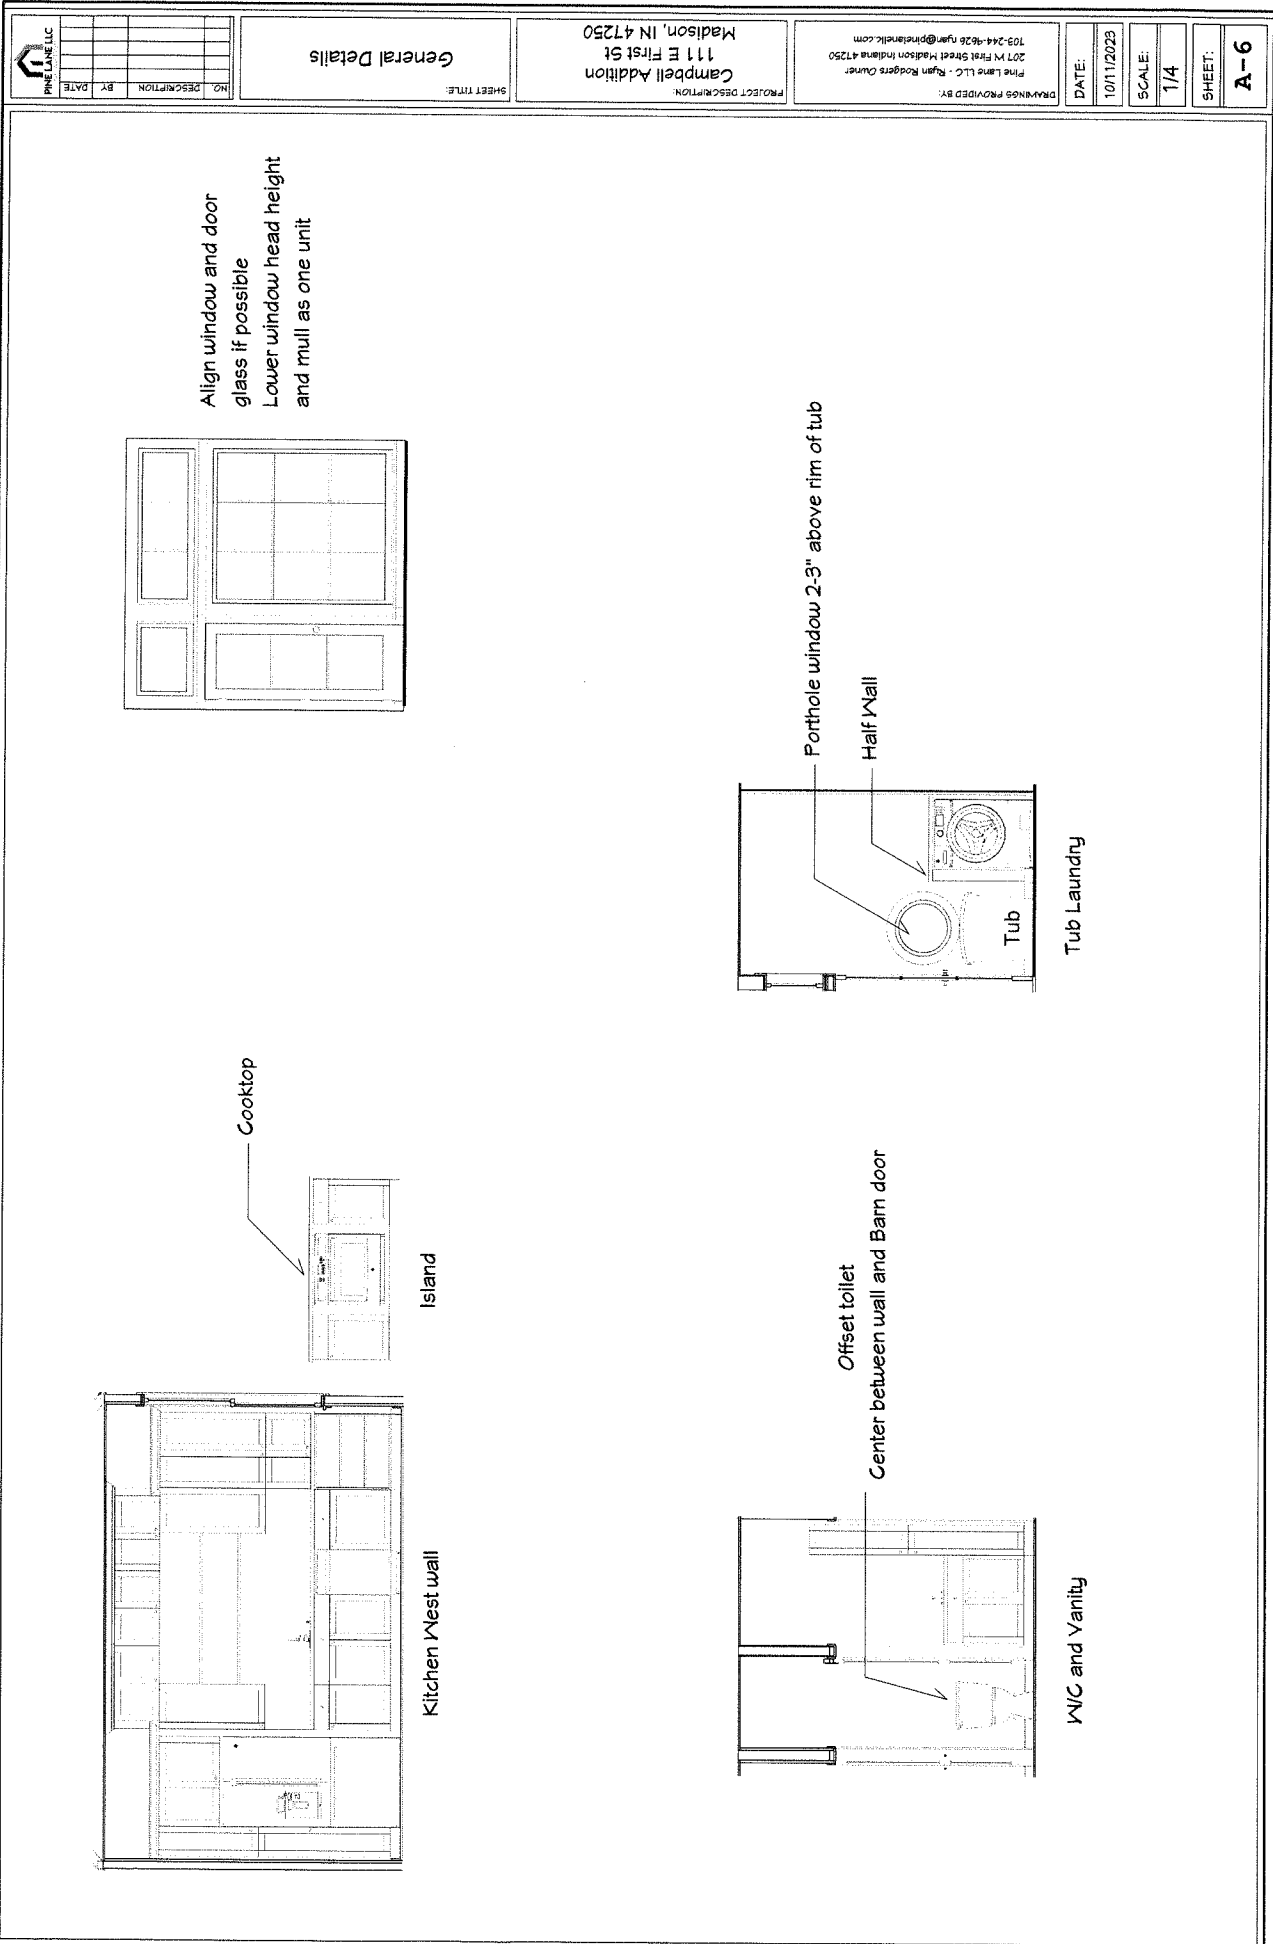 Align window and door
glass if possible
Lower window head height
and mull as one unit
Cooktop
Island
Kitchen West wall
Porthole window 2-3" above rim of tub
Half Wall
Tub
Tub Laundry
Offset toilet
Center between wall and Barn door
W/C and Vanity
PINE LANE LLC
NO. DESCRIPTION BY DATE
SHEET TITLE:
General Details
PROJECT DESCRIPTION:
Campbell Addition
111 E First St
Madison, IN 47250
DRAWINGS PROVIDED BY:
Pine Lane LLC - Ryan Rodgers Owner
207 W First Street Madison Indiana 47250
703-244-9626 ryan@pinelanellc.com
DATE:
10/11/2023
SCALE:
1/4
SHEET:
A-6